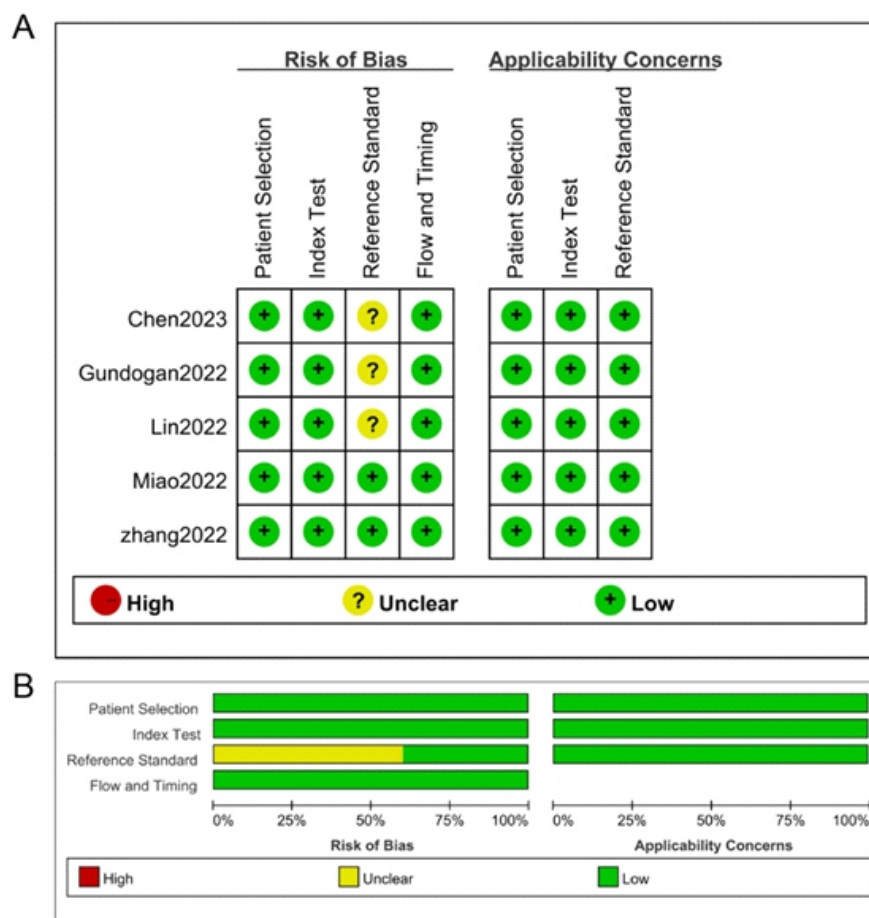 A
Risk of Bias
Applicability Concerns
Patient Selection
Index Test
Reference Standard
Flow and Timing
Patient Selection
Index Test
Reference Standard
Chen2023 + + ? + + + +
Gundogan2022 + + ? + + + +
Lin2022 + + ? + + + +
Miao2022 + + + + + + +
zhang2022 + + + + + + +
- High ? Unclear + Low
B
Patient Selection
Index Test
Reference Standard
Flow and Timing
0% 25% 50% 75% 100% 0% 25% 50% 75% 100%
Risk of Bias Applicability Concerns
High Unclear Low